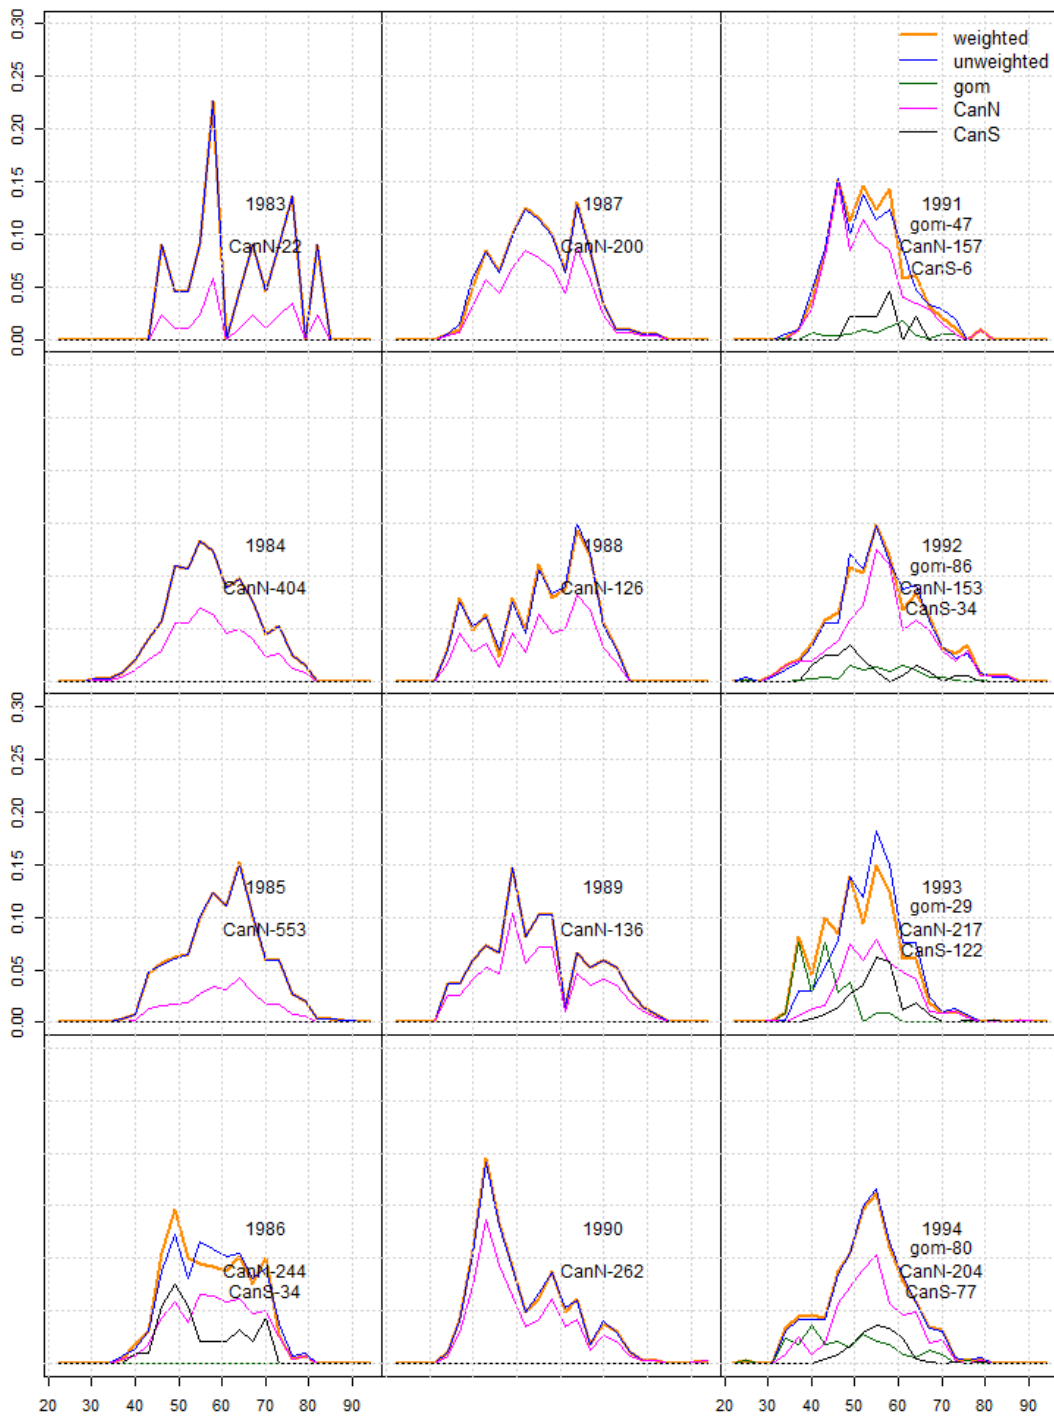 0.30
0.25
0.20
0.15
0.10
0.05
0.00
weighted
unweighted
gom
CanN
CanS
1983
CanN-22
1987
CanN-200
1991
gom-47
CanN-157
CanS-6
1984
CanN-404
1988
CanN-126
1992
gom-86
CanN-153
CanS-34
0.30
0.25
0.20
0.15
0.10
0.05
0.00
1985
CanN-553
1989
CanN-136
1993
gom-29
CanN-217
CanS-122
1986
CanN-244
CanS-34
1990
CanN-262
1994
gom-80
CanN-204
CanS-77
20 30 40 50 60 70 80 90
20 30 40 50 60 70 80 90